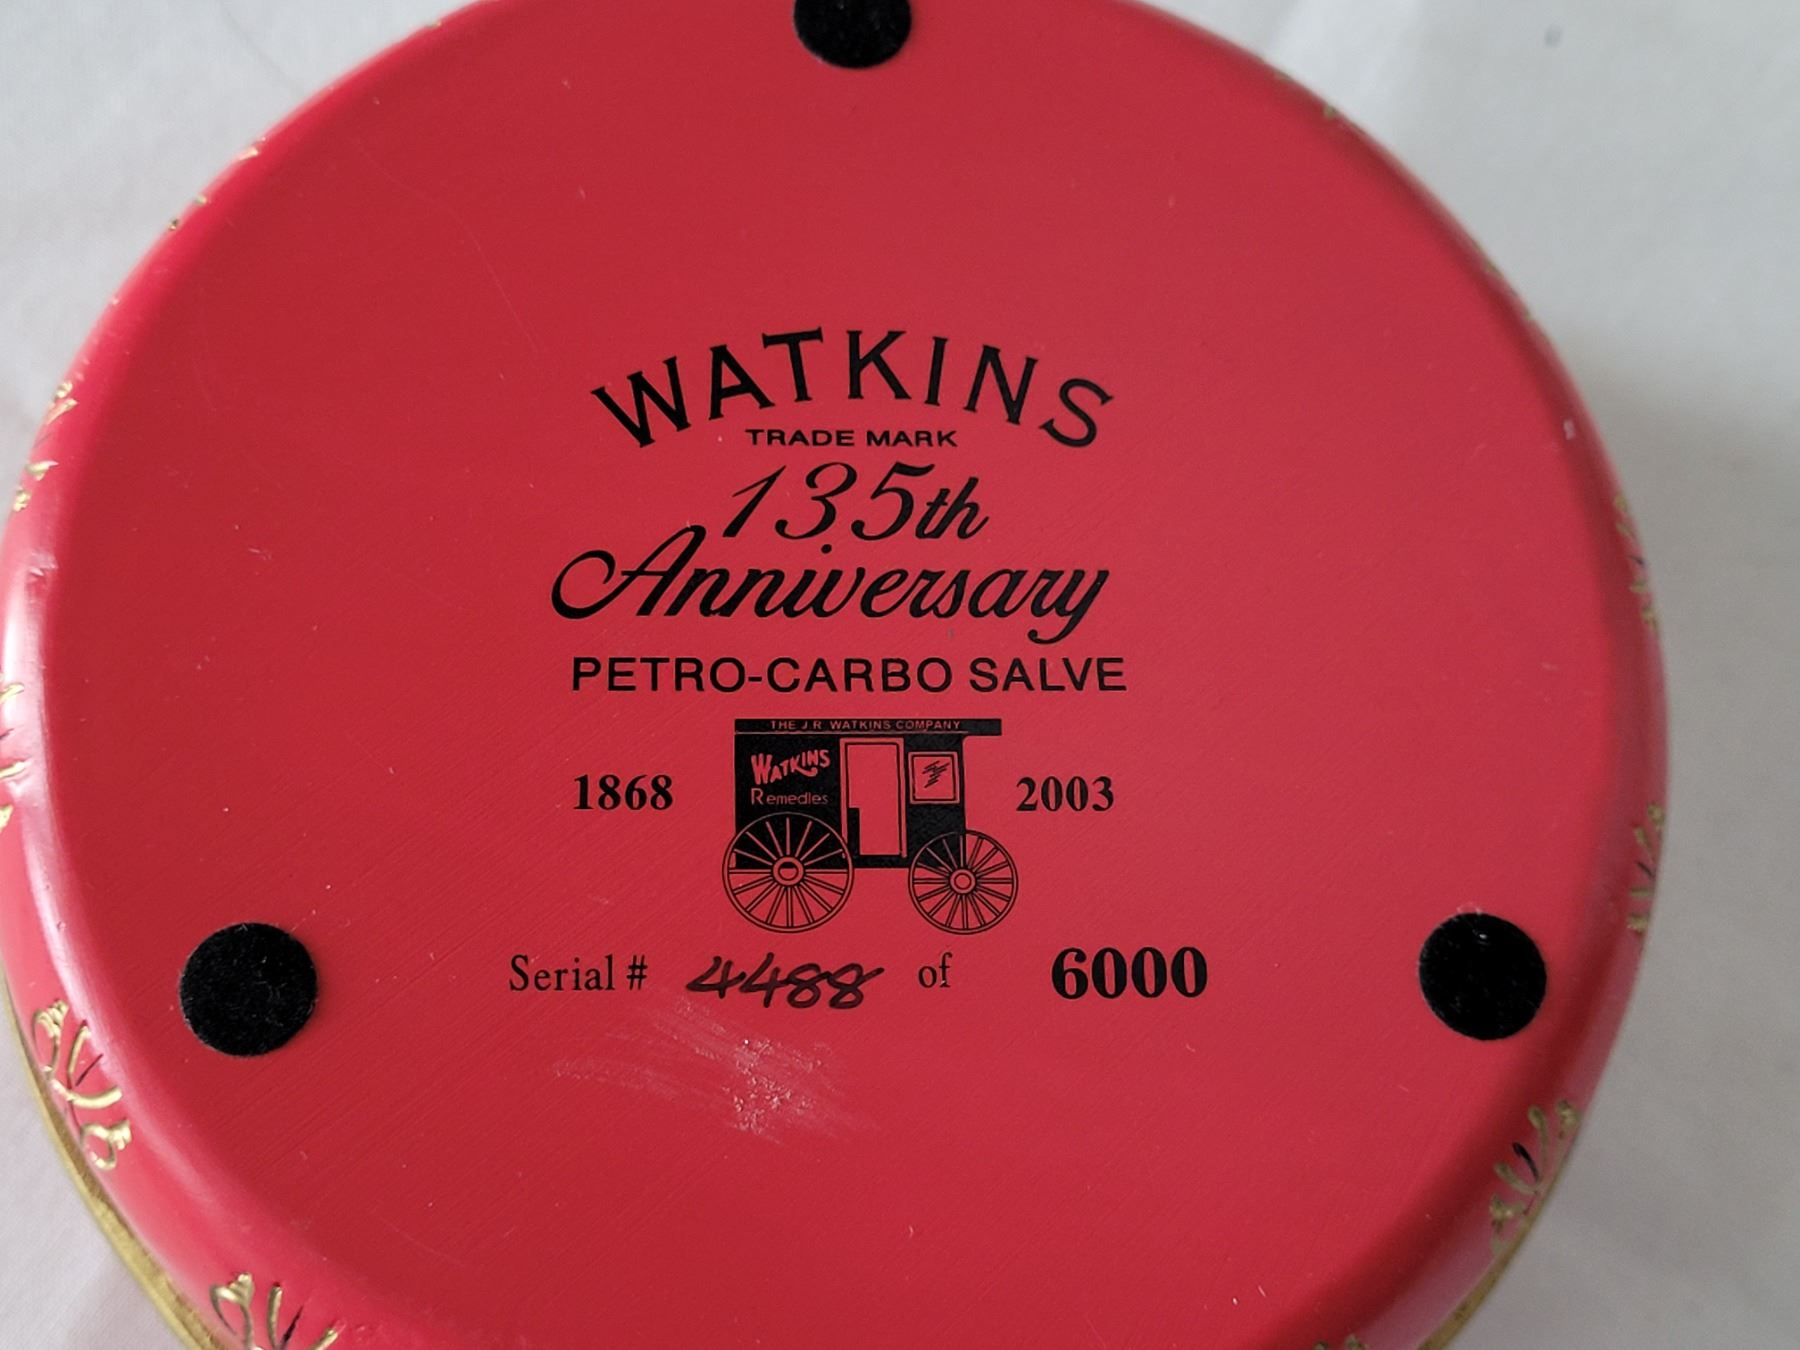 WATKINS
TRADE MARK
135th
Anniversary
PETRO-CARBO SALVE
THE J.R. WATKINS COMPANY
WATKINS
Remedies
1868 2003
Serial # 4488 of 6000